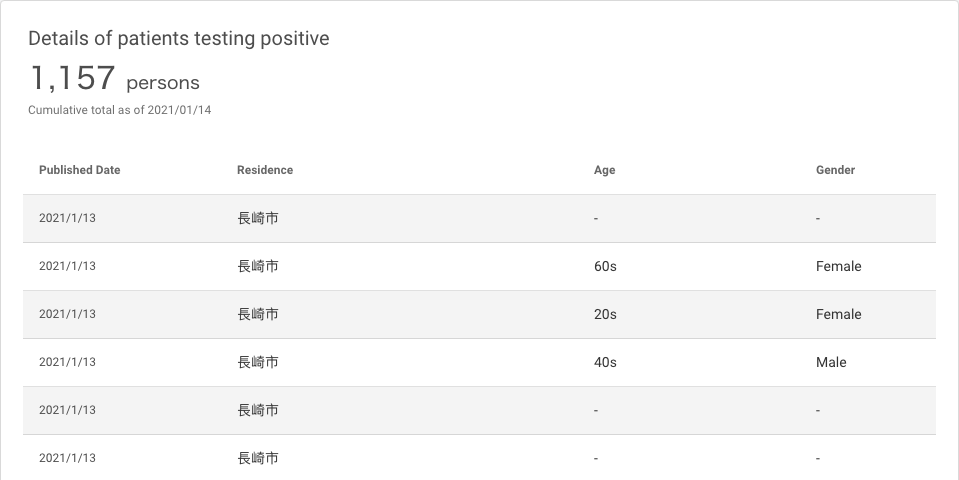 Details of patients testing positive
1,157 persons
Cumulative total as of 2021/01/14
Published Date Residence Age Gender
2021/1/13 長崎市 - -
2021/1/13 長崎市 60s Female
2021/1/13 長崎市 20s Female
2021/1/13 長崎市 40s Male
2021/1/13 長崎市 - -
2021/1/13 長崎市 - -